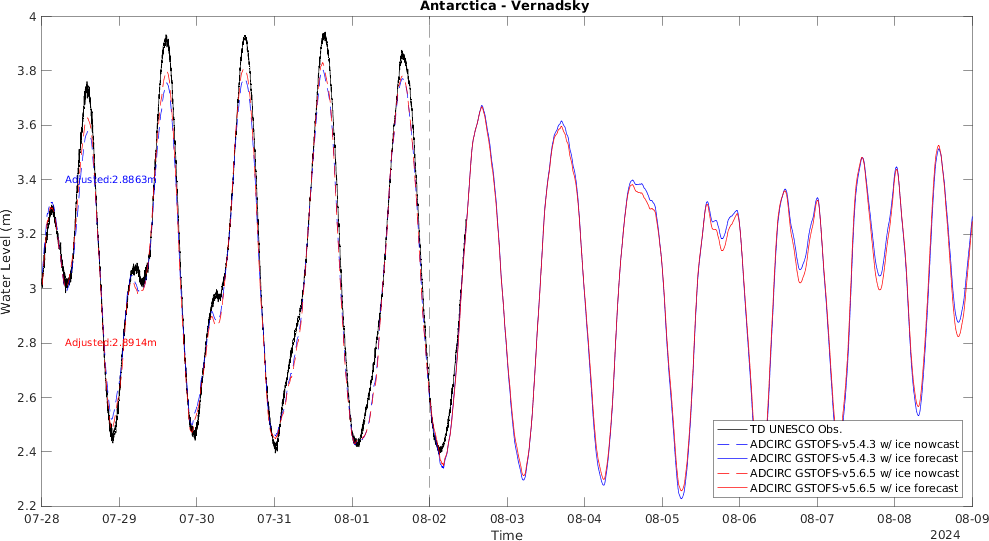 Antarctica - Vernadsky
Water Level (m)
4
3.8
3.6
3.4
3.2
3
2.8
2.6
2.4
2.2
Adjusted:2.8863m
Adjusted:2.8914m
TD UNESCO Obs.
ADCIRC GSTOFS-v5.4.3 w/ ice nowcast
ADCIRC GSTOFS-v5.4.3 w/ ice forecast
ADCIRC GSTOFS-v5.6.5 w/ ice nowcast
ADCIRC GSTOFS-v5.6.5 w/ ice forecast
07-28 07-29 07-30 07-31 08-01 08-02 08-03 08-04 08-05 08-06 08-07 08-08 08-09
Time
2024